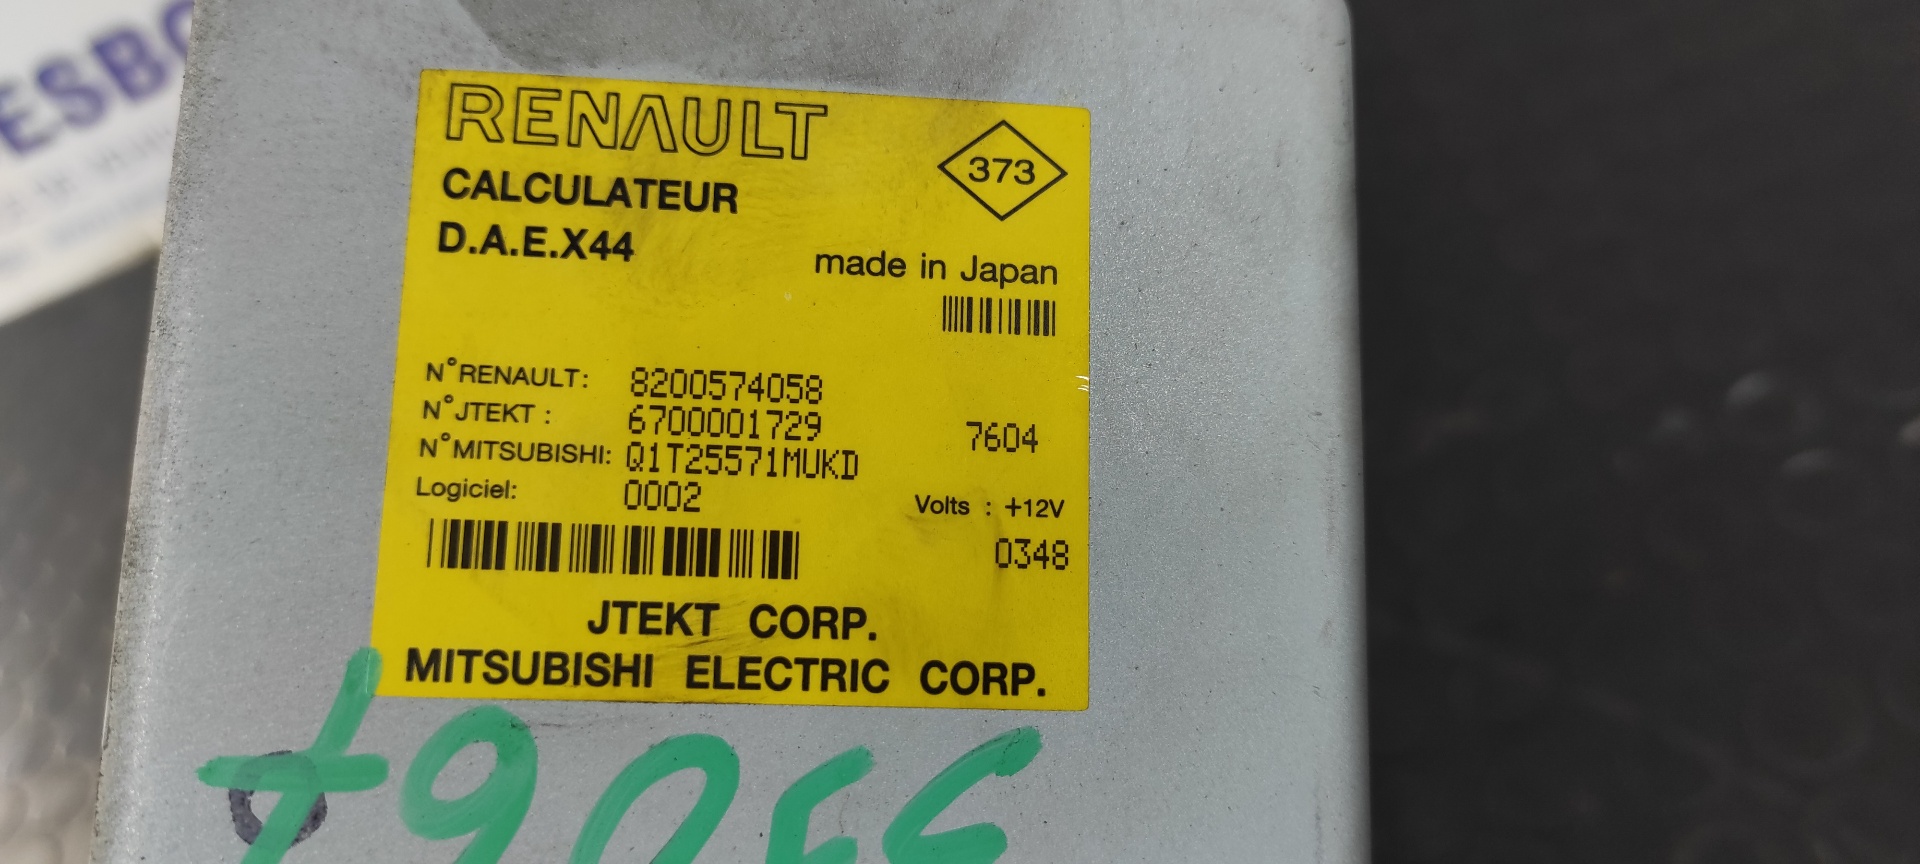 RENAULT
373
CALCULATEUR
D.A.E.X44
made in Japan
N°RENAULT: 8200574058
N°JTEKT : 6700001729
7604
N°MITSUBISHI: Q1T25571MUKD
Logiciel: 0002
Volts : +12V
0348
JTEKT CORP.
MITSUBISHI ELECTRIC CORP.
ESBO